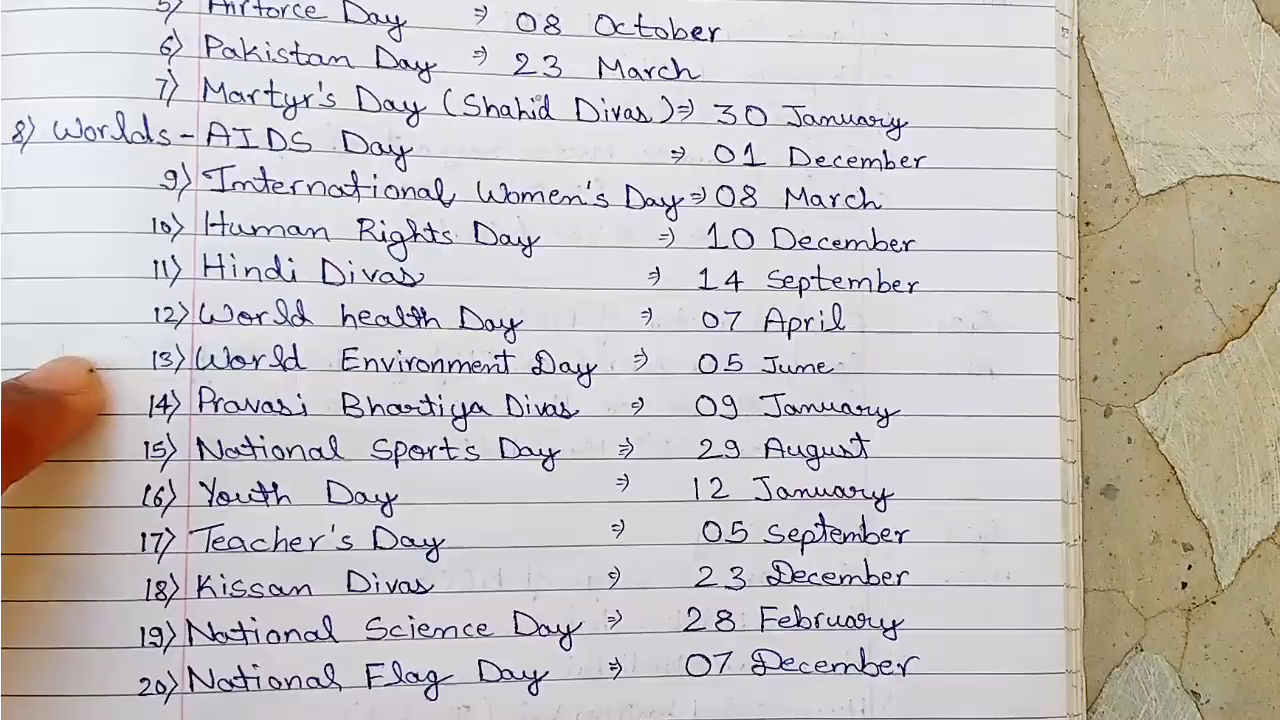 5) Airforce Day ⇒ 08 October
6) Pakistan Day ⇒ 23 March
7) Martyr's Day (Shahid Divas) ⇒ 30 January
8) Worlds - AIDS Day ⇒ 01 December
9) International Women's Day ⇒ 08 March
10) Human Rights Day ⇒ 10 December
11) Hindi Divas ⇒ 14 September
12) World health Day ⇒ 07 April
13) World Environment Day ⇒ 05 June
14) Pravasi Bhartiya Divas ⇒ 09 January
15) National Sports Day ⇒ 29 August
16) Youth Day ⇒ 12 January
17) Teacher's Day ⇒ 05 September
18) Kissan Divas ⇒ 23 December
19) National Science Day ⇒ 28 February
20) National Flag Day ⇒ 07 December